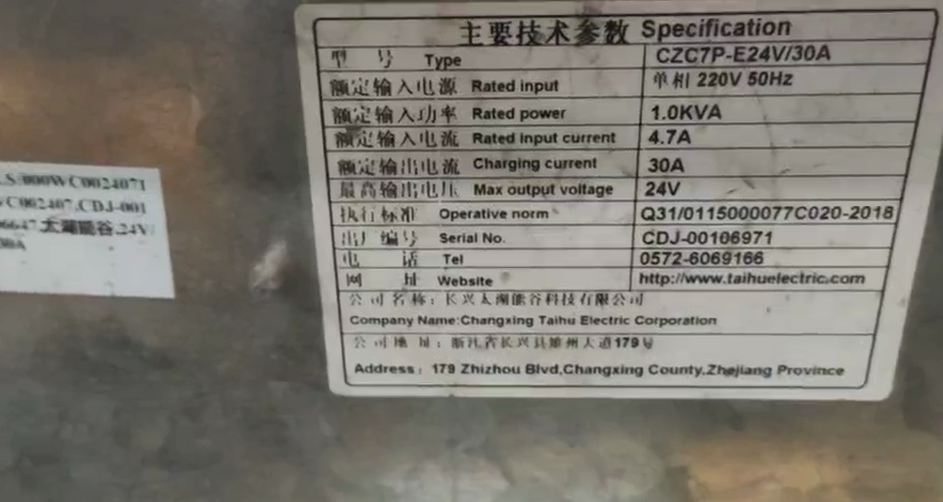 .S:000WC0024071
C002407,CDJ-001
6647,太湖能谷,24V/
30A
主要技术参数 Specification
型 号 Type CZC7P-E24V/30A
额定输入电源 Rated input 单相 220V 50Hz
额定输入功率 Rated power 1.0KVA
额定输入电流 Rated input current 4.7A
额定输出电流 Charging current 30A
最高输出电压 Max output voltage 24V
执行标准 Operative norm Q31/0115000077C020-2018
出厂编号 Serial No. CDJ-00106971
电 话 Tel 0572-6069166
网 址 Website http://www.taihuelectric.com
公司名称：长兴太湖能谷科技有限公司
Company Name:Changxing Taihu Electric Corporation
公司地址：浙江省长兴县雉州大道179号
Address：179 Zhizhou Blvd,Changxing County,Zhejiang Province